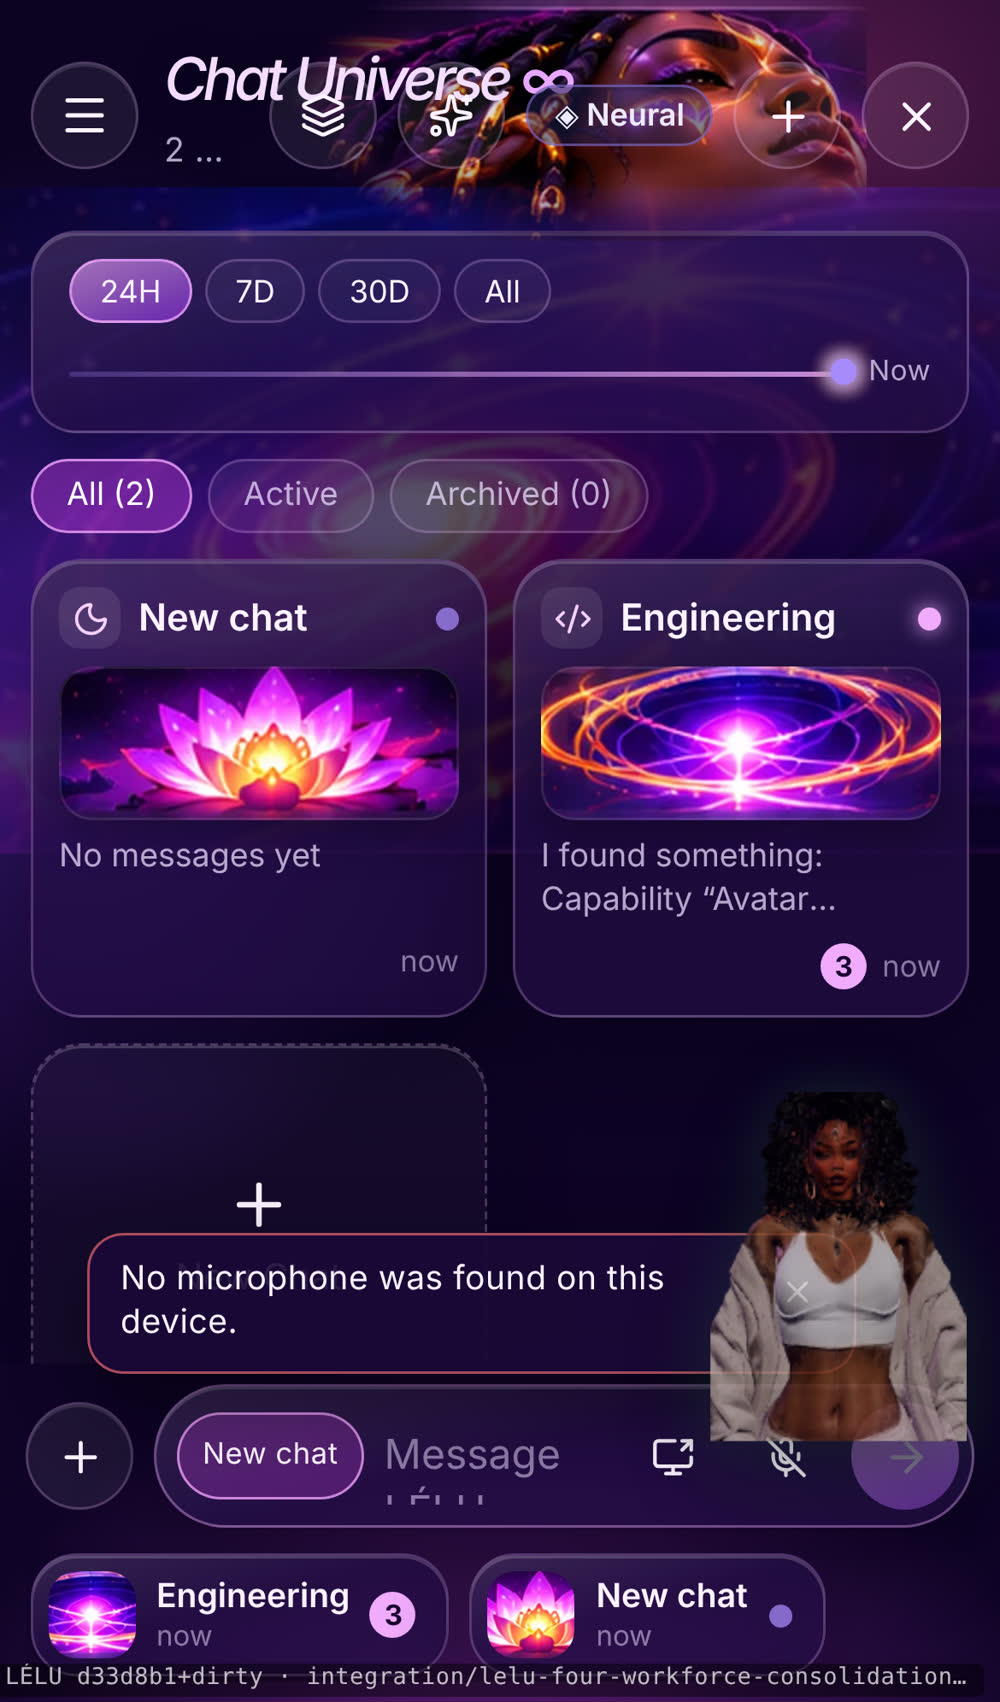 Chat Universe ∞
2 ...
◈ Neural
24H
7D
30D
All
Now
All (2)
Active
Archived (0)
New chat
No messages yet
now
Engineering
I found something:
Capability “Avatar...
3
now
No microphone was found on this
device.
New chat
Message
Engineering
now
3
New chat
now
LÉLU d33d8b1+dirty · integration/lelu-four-workforce-consolidation…